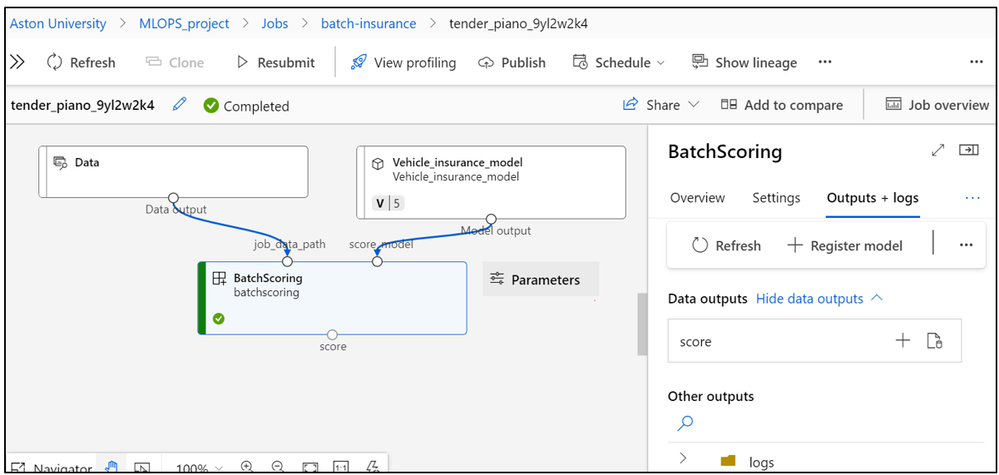 Aston University > MLOPS_project > Jobs > batch-insurance > tender_piano_9yl2w2k4
Refresh Clone Resubmit View profiling Publish Schedule Show lineage ··· ···
tender_piano_9yl2w2k4 Completed Share Add to compare Job overview
Data
Data output
Vehicle_insurance_model
Vehicle_insurance_model
V | 5
Model output
job_data_path score_model
BatchScoring
batchscoring
score
Parameters
Navigator 100% 1:1
BatchScoring
Overview Settings Outputs + logs ···
Refresh + Register model ···
Data outputs Hide data outputs
score
Other outputs
logs